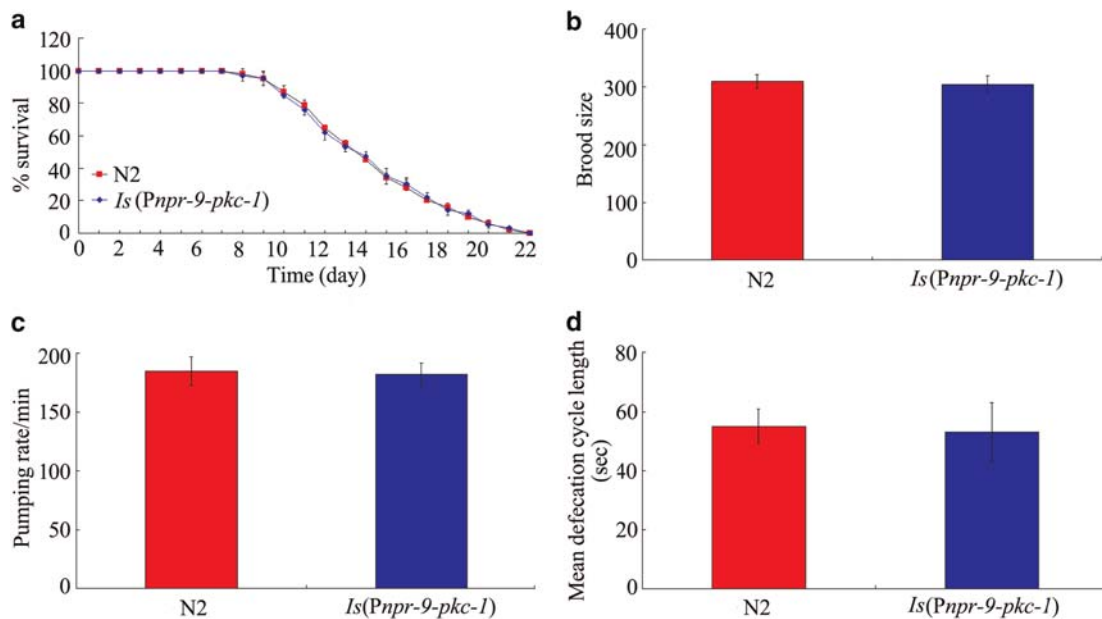 a
120
100
80
60
40
20
0
% survival
N2
Is (Pnpr-9-pkc-1)
0 2 4 6 8 10 12 14 16 18 20 22
Time (day)
b
400
300
200
100
0
Brood size
N2
Is (Pnpr-9-pkc-1)
c
200
150
100
50
0
Pumping rate/min
N2
Is(Pnpr-9-pkc-1)
d
80
60
40
20
0
Mean defecation cycle length
(sec)
N2
Is(Pnpr-9-pkc-1)